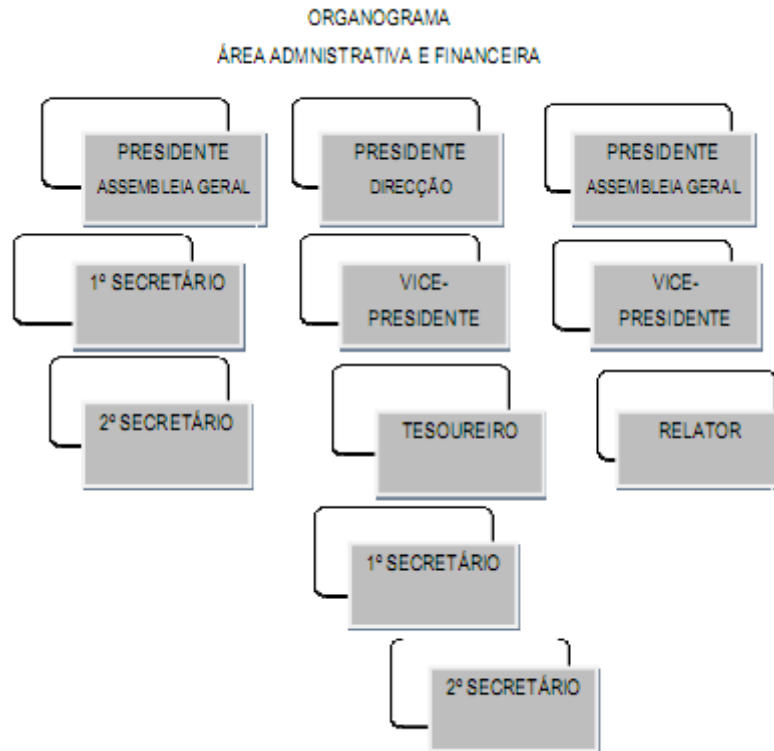 ORGANOGRAMA
ÁREA ADMNISTRATIVA E FINANCEIRA
PRESIDENTE
ASSEMBLEIA GERAL
PRESIDENTE
DIRECÇÃO
PRESIDENTE
ASSEMBLEIA GERAL
1º SECRETÁRIO
VICE-
PRESIDENTE
VICE-
PRESIDENTE
2º SECRETÁRIO
TESOUREIRO
RELATOR
1º SECRETÁRIO
2º SECRETÁRIO